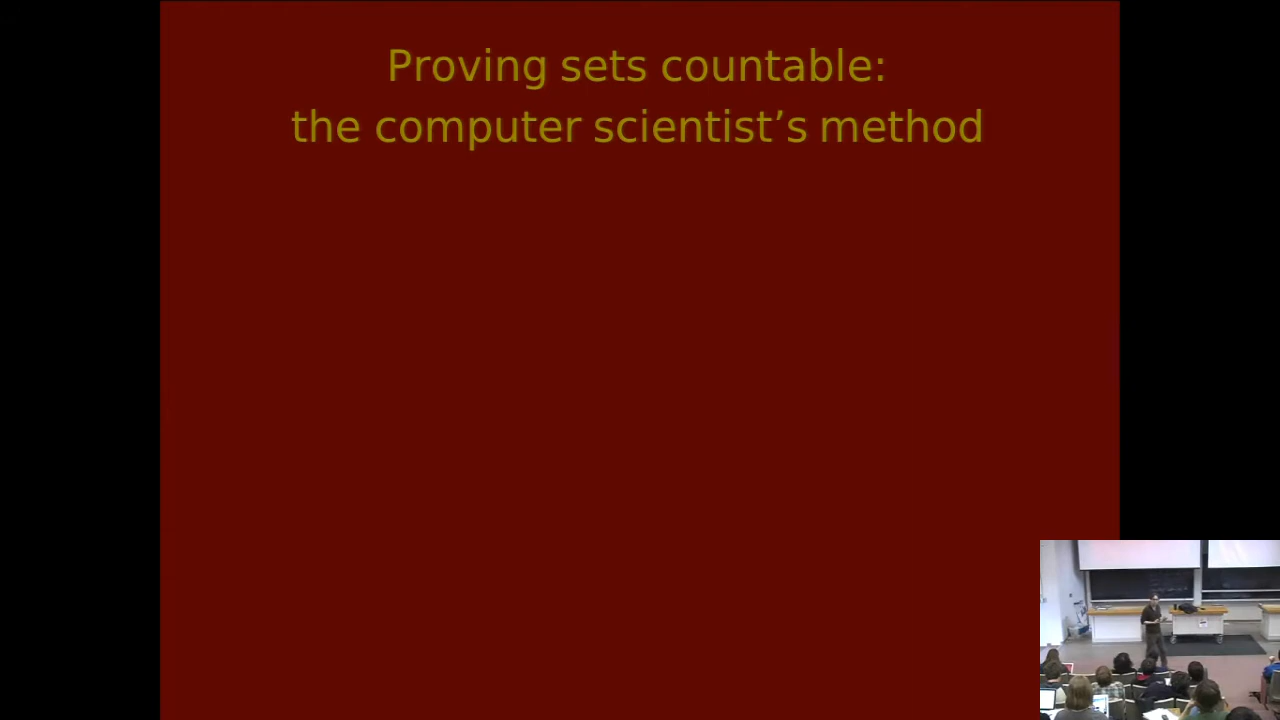 Proving sets countable:
the computer scientist’s method